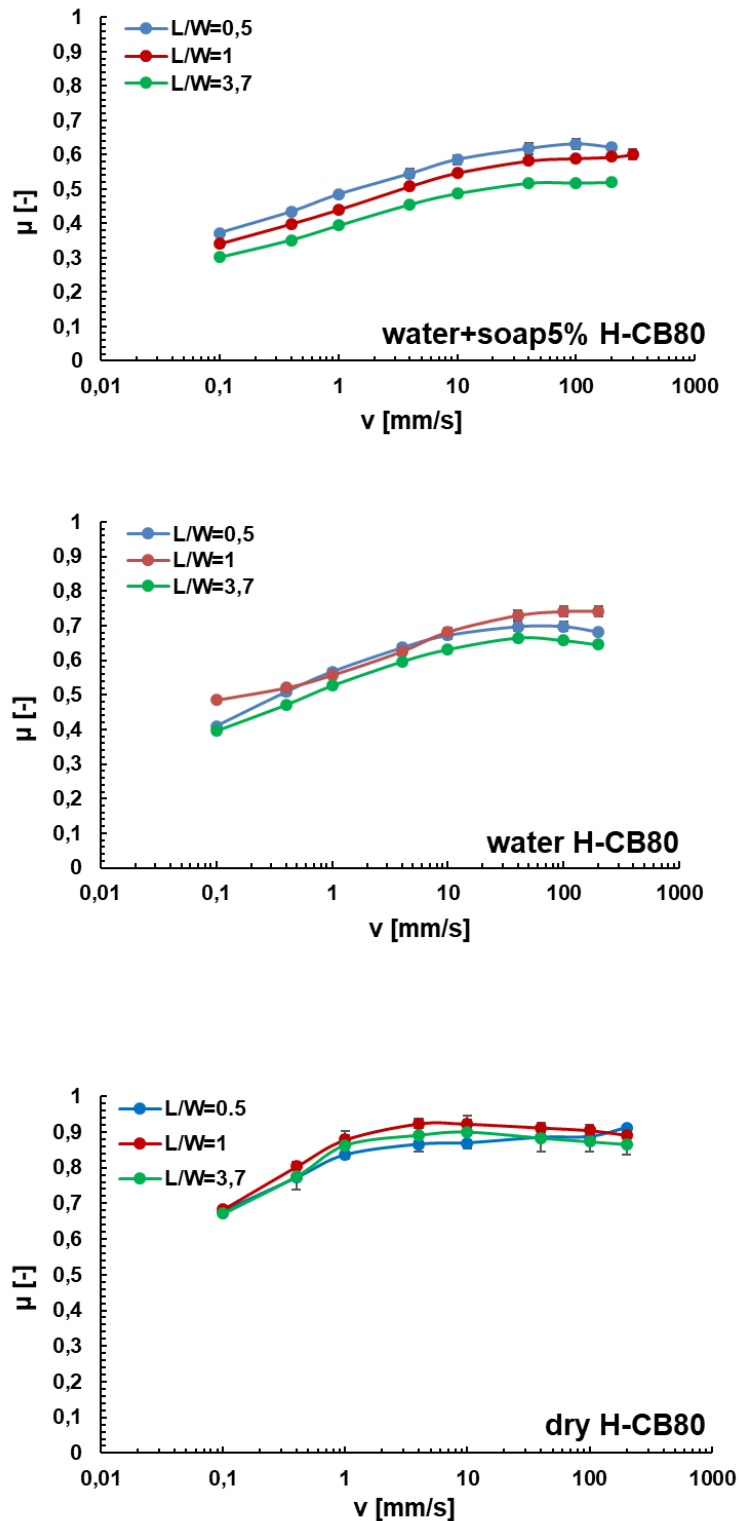 1
0,9
0,8
0,7
0,6
0,5
0,4
0,3
0,2
0,1
0
μ [-]
L/W=0,5
L/W=1
L/W=3,7
water+soap5% H-CB80
0,01 0,1 1 10 100 1000
v [mm/s]
1
0,9
0,8
0,7
0,6
0,5
0,4
0,3
0,2
0,1
0
μ [-]
L/W=0,5
L/W=1
L/W=3,7
water H-CB80
0,01 0,1 1 10 100 1000
v [mm/s]
1
0,9
0,8
0,7
0,6
0,5
0,4
0,3
0,2
0,1
0
μ [-]
L/W=0.5
L/W=1
L/W=3,7
dry H-CB80
0,01 0,1 1 10 100 1000
v [mm/s]